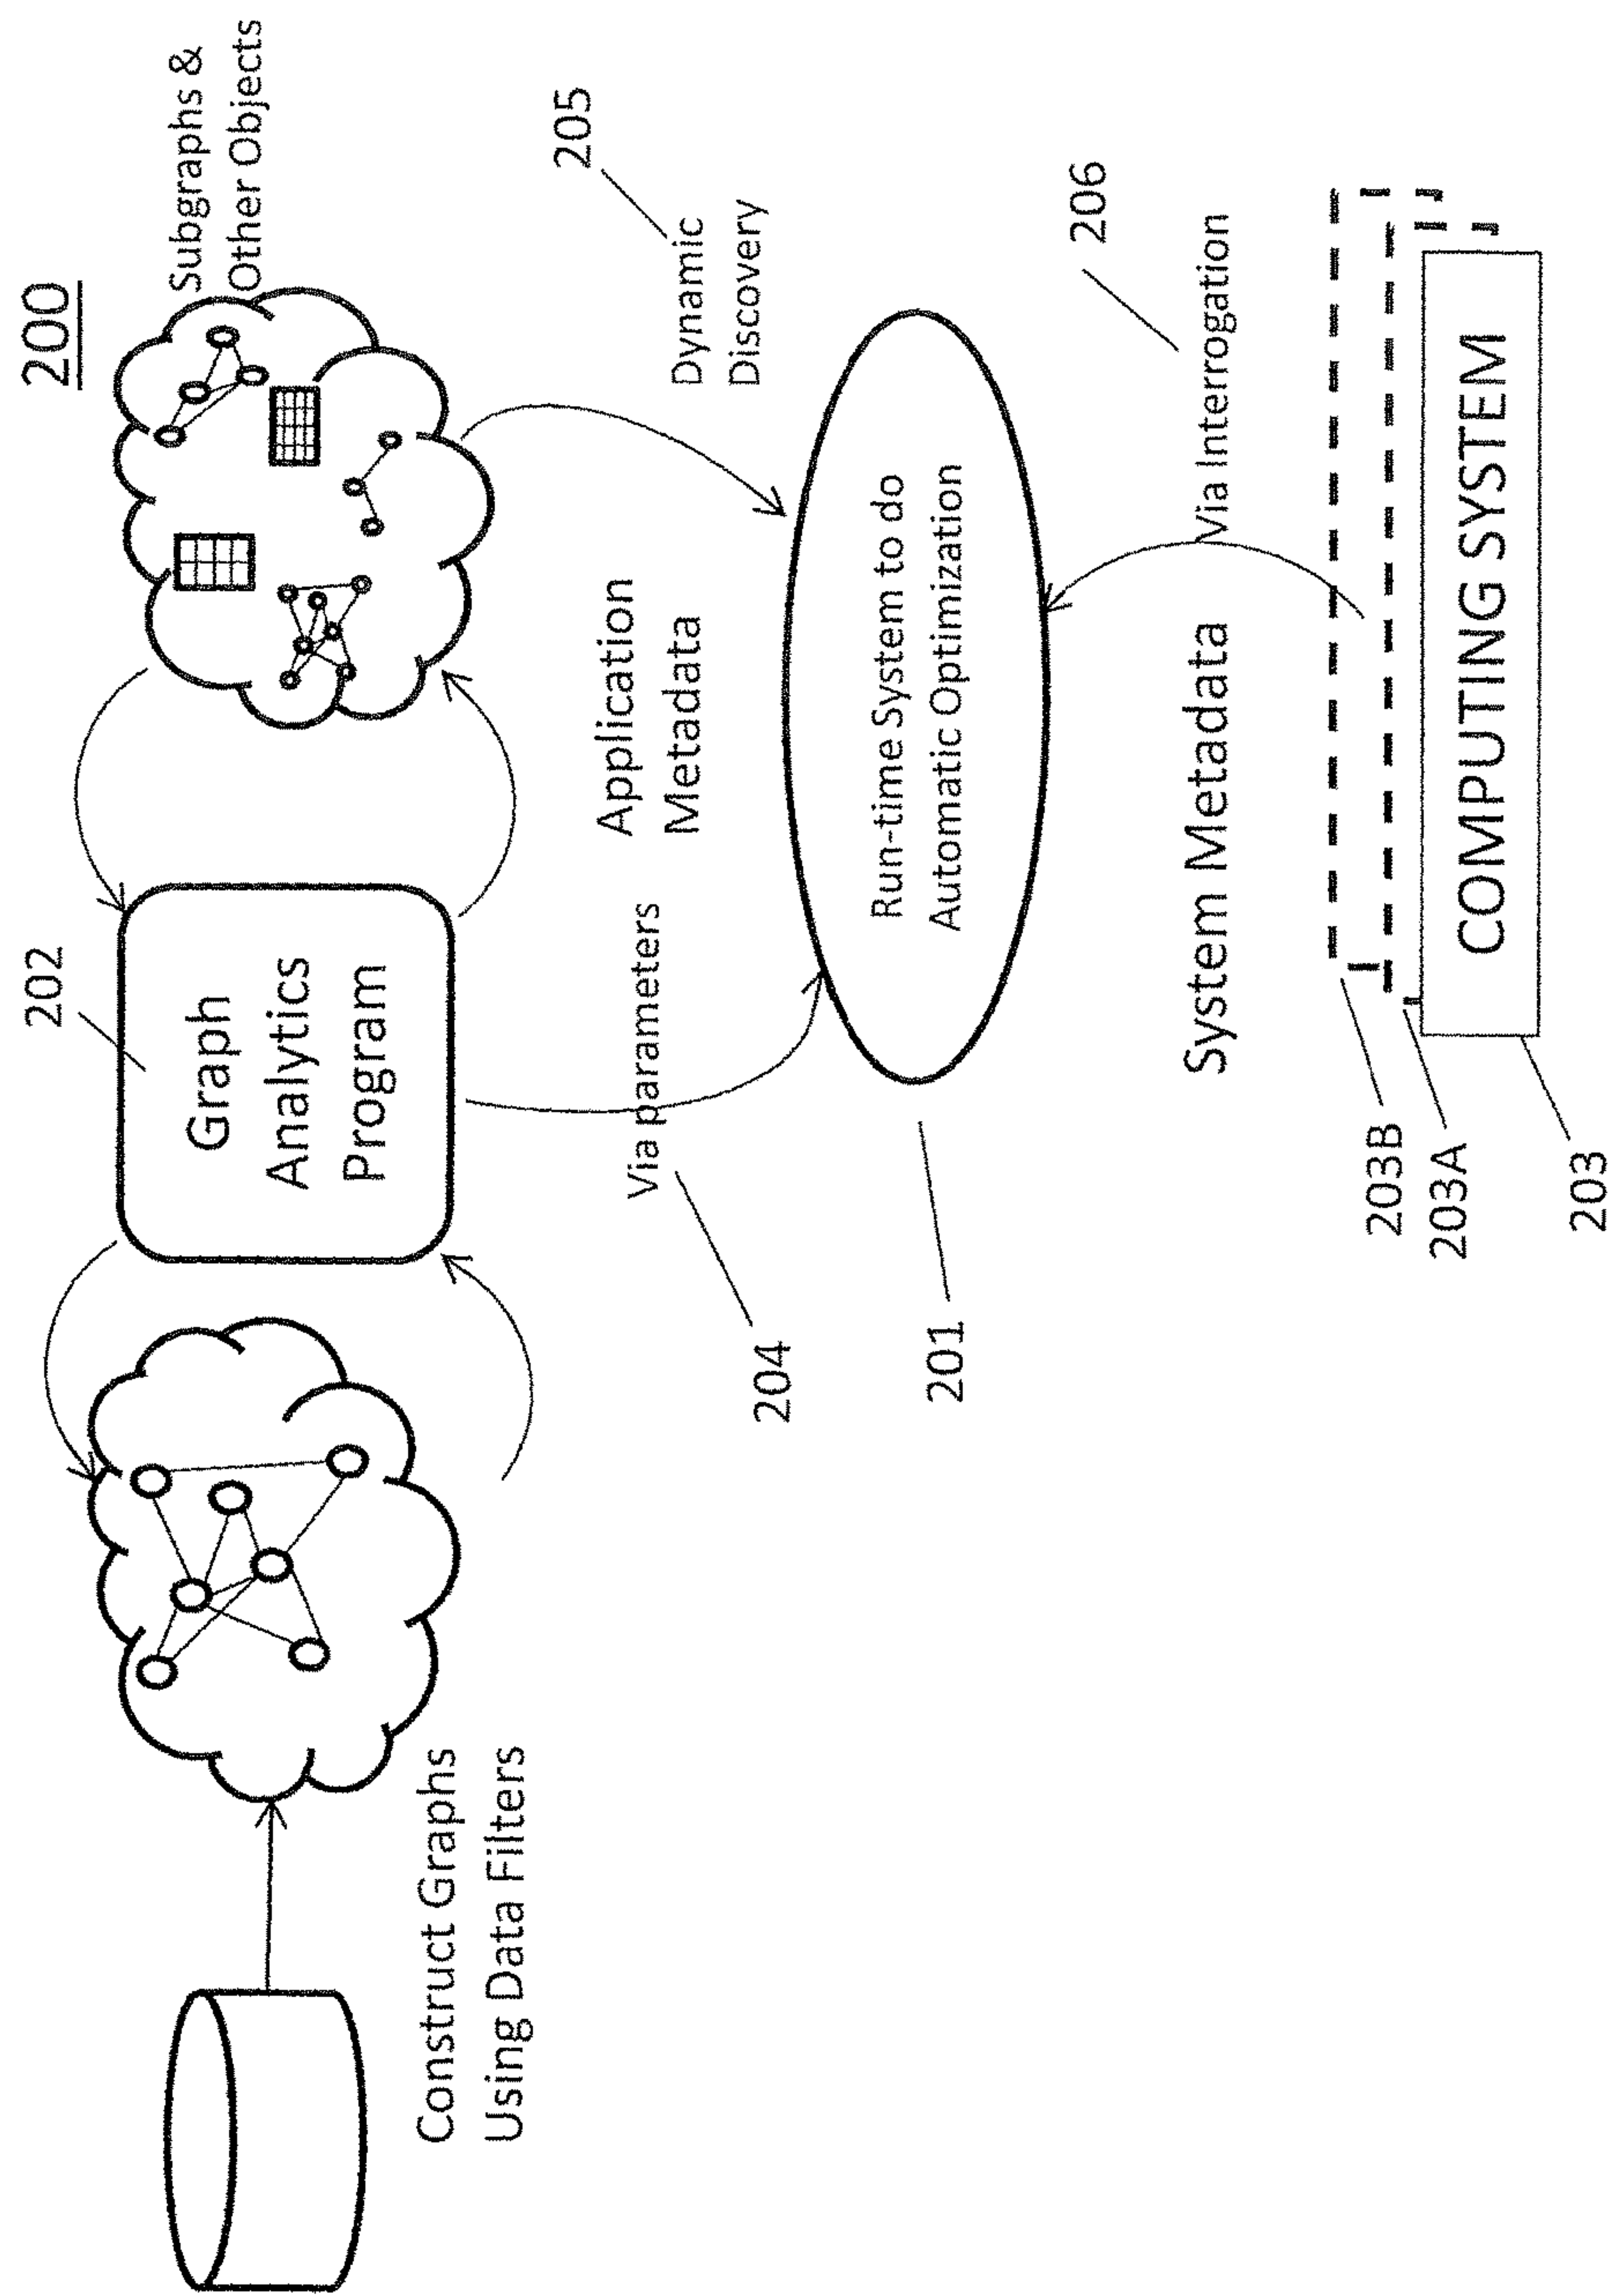 200
Subgraphs &
Other Objects
202
Graph
Analytics
Program
Construct Graphs
Using Data Filters
205
Dynamic
Discovery
Application
Metadata
Via parameters
204
Run-time System to do
Automatic Optimization
201
206
Via Interrogation
System Metadata
203B
203A
COMPUTING SYSTEM
203